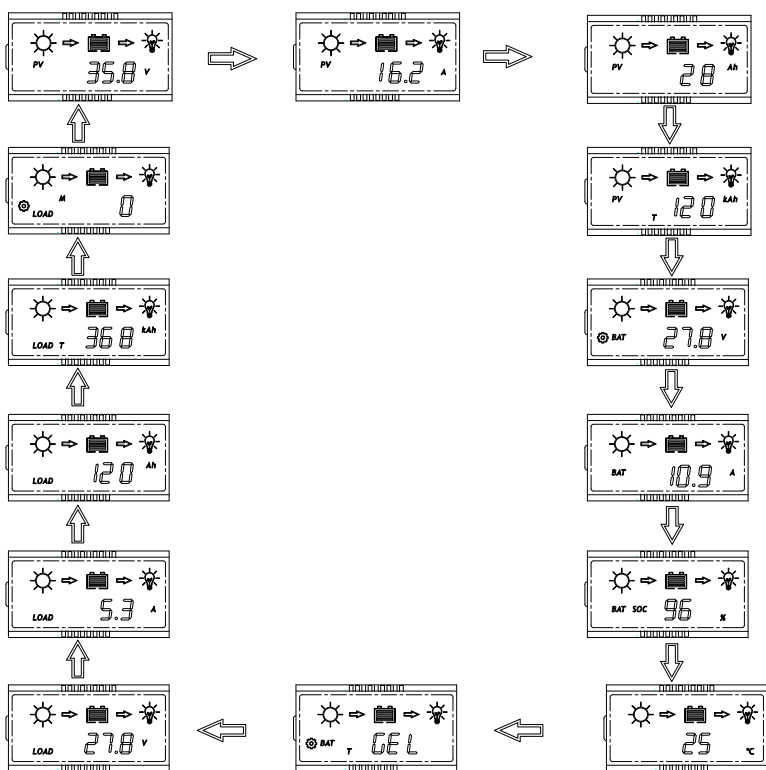 PV 35.8 V
PV 16.2 A
PV 28 Ah
PV T 120 kAh
BAT 27.8 V
BAT 10.9 A
BAT SOC 96 %
25 °C
BAT T GEL
LOAD 27.8 V
LOAD 5.3 A
LOAD 120 Ah
LOAD T 368 kAh
LOAD M 0